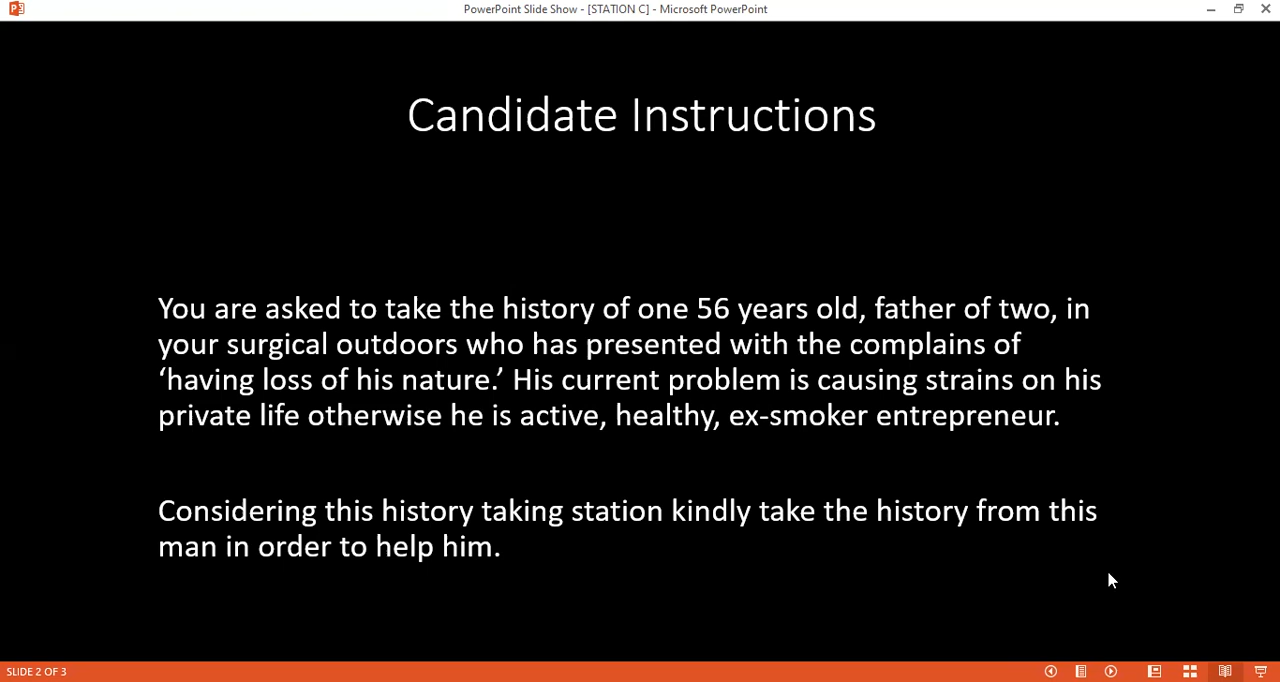 PowerPoint Slide Show - [STATION C] - Microsoft PowerPoint
Candidate Instructions
You are asked to take the history of one 56 years old, father of two, in
your surgical outdoors who has presented with the complains of
‘having loss of his nature.’ His current problem is causing strains on his
private life otherwise he is active, healthy, ex-smoker entrepreneur.
Considering this history taking station kindly take the history from this
man in order to help him.
SLIDE 2 OF 3